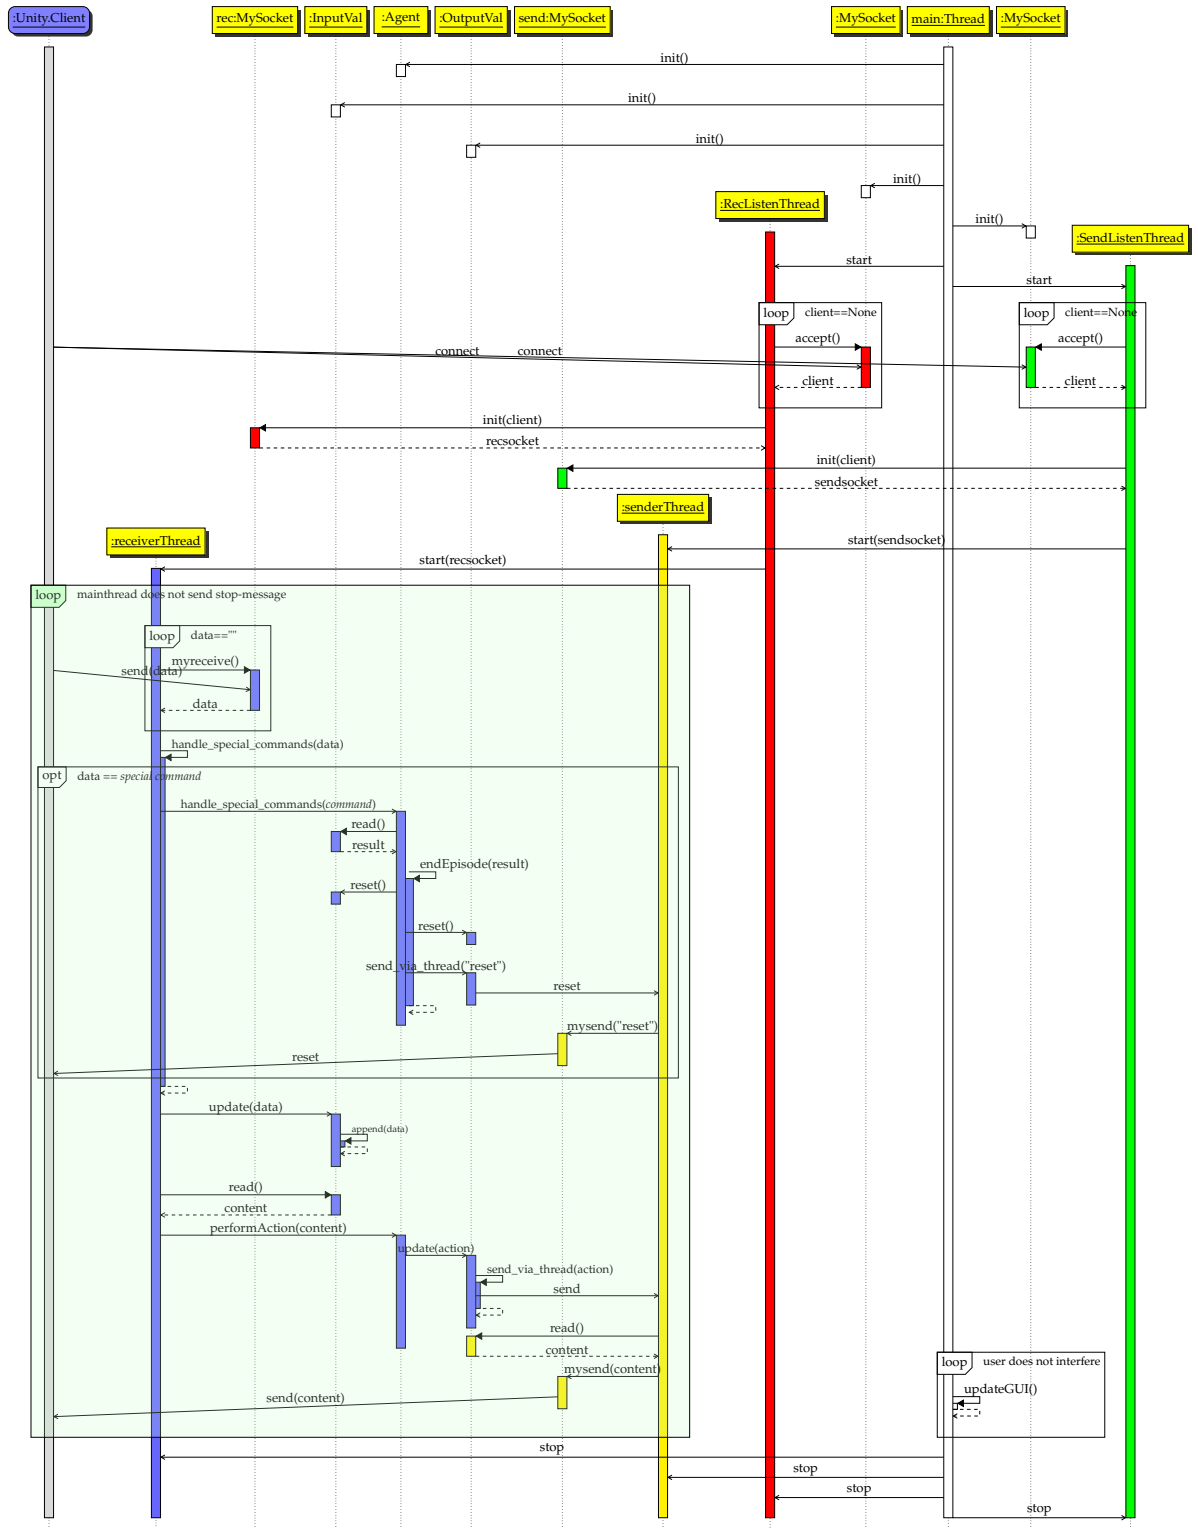 :Unity.Client
rec:MySocket
:InputVal
:Agent
:OutputVal
send:MySocket
:MySocket
main:Thread
:MySocket
init()
init()
init()
init()
:RecListenThread
init()
:SendListenThread
start
start
loop client==None
loop client==None
accept()
accept()
connect
connect
client
client
init(client)
recsocket
init(client)
sendsocket
:senderThread
:receiverThread
start(sendsocket)
start(recsocket)
loop mainthread does not send stop-message
loop data==""
myreceive()
send(data)
data
handle_special_commands(data)
opt data == special command
handle_special_commands(command)
read()
result
endEpisode(result)
reset()
reset()
send_via_thread("reset")
reset
mysend("reset")
reset
update(data)
append(data)
read()
content
performAction(content)
update(action)
send_via_thread(action)
send
read()
content
loop user does not interfere
mysend(content)
updateGUI()
send(content)
stop
stop
stop
stop